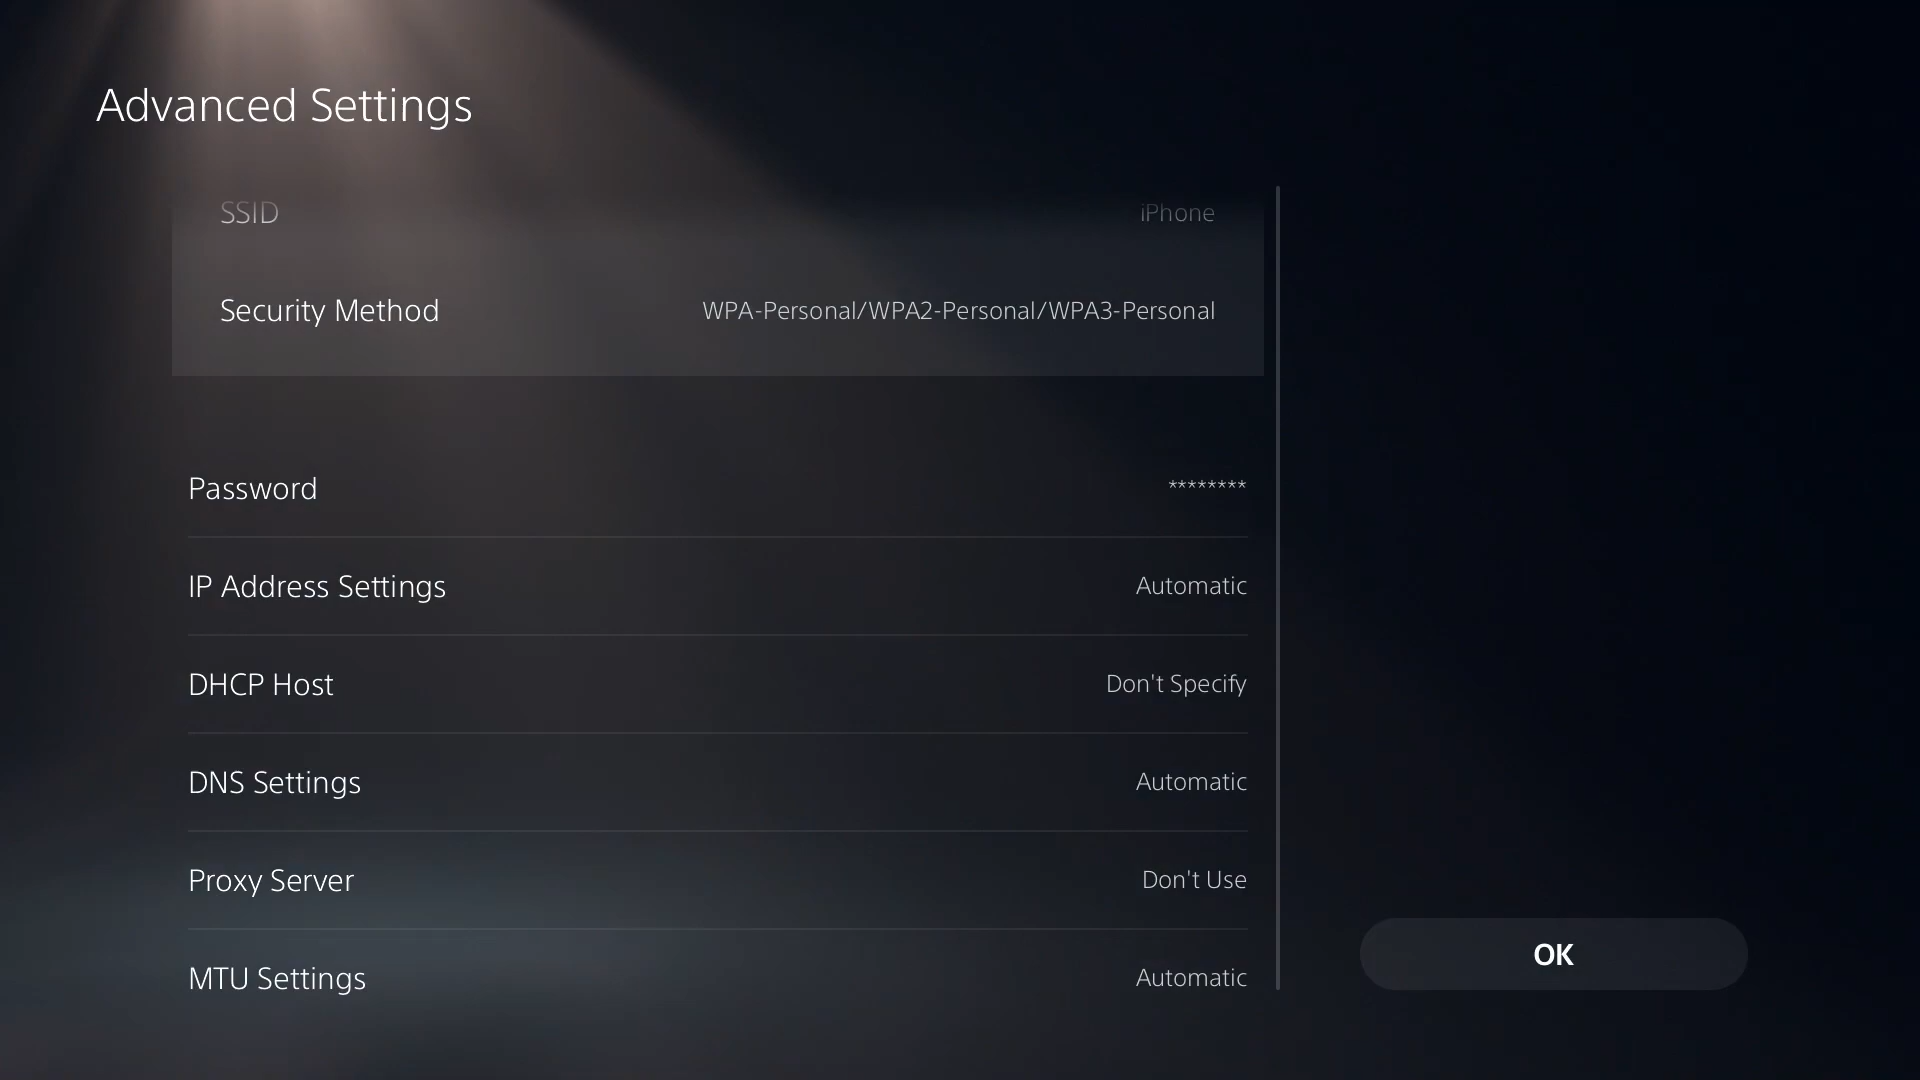 Advanced Settings
SSID iPhone
Security Method WPA-Personal/WPA2-Personal/WPA3-Personal
Password ********
IP Address Settings Automatic
DHCP Host Don't Specify
DNS Settings Automatic
Proxy Server Don't Use
MTU Settings Automatic
OK